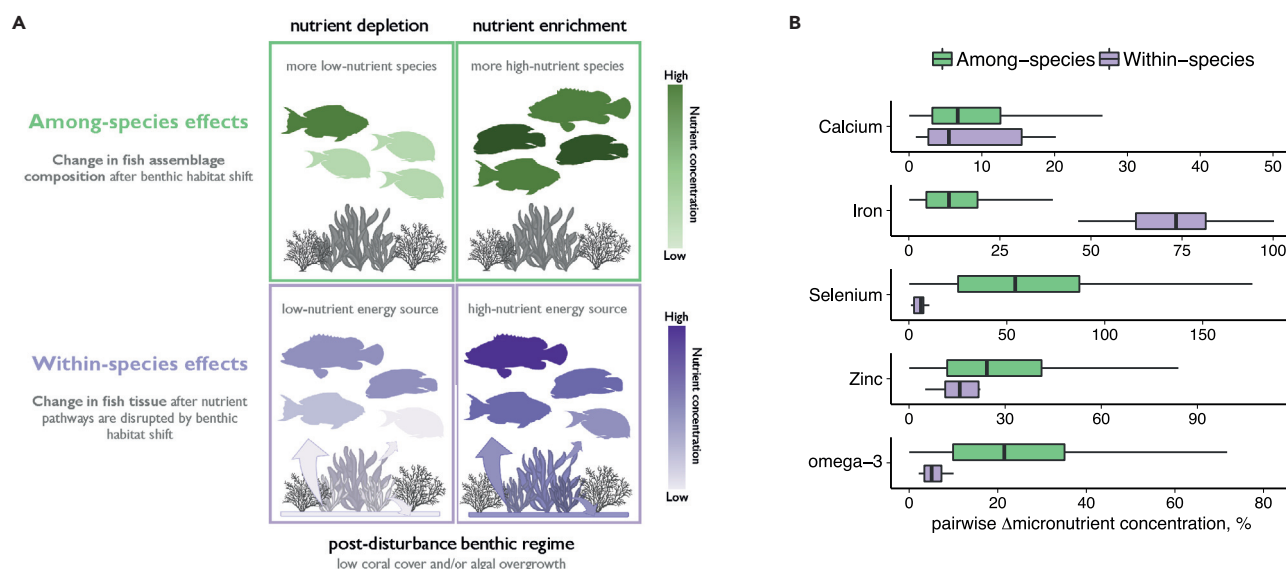 A
nutrient depletion
nutrient enrichment
more low-nutrient species
more high-nutrient species
High
Nutrient concentration
Low
Among-species effects
Change in fish assemblage
composition after benthic habitat shift
low-nutrient energy source
high-nutrient energy source
High
Nutrient concentration
Low
Within-species effects
Change in fish tissue after nutrient
pathways are disrupted by benthic
habitat shift
post-disturbance benthic regime
low coral cover and/or algal overgrowth
B
Among−species Within−species
Calcium
0 10 20 30 40 50
Iron
0 25 50 75 100
Selenium
0 50 100 150
Zinc
0 30 60 90
omega−3
0 20 40 60 80
pairwise Δmicronutrient concentration, %